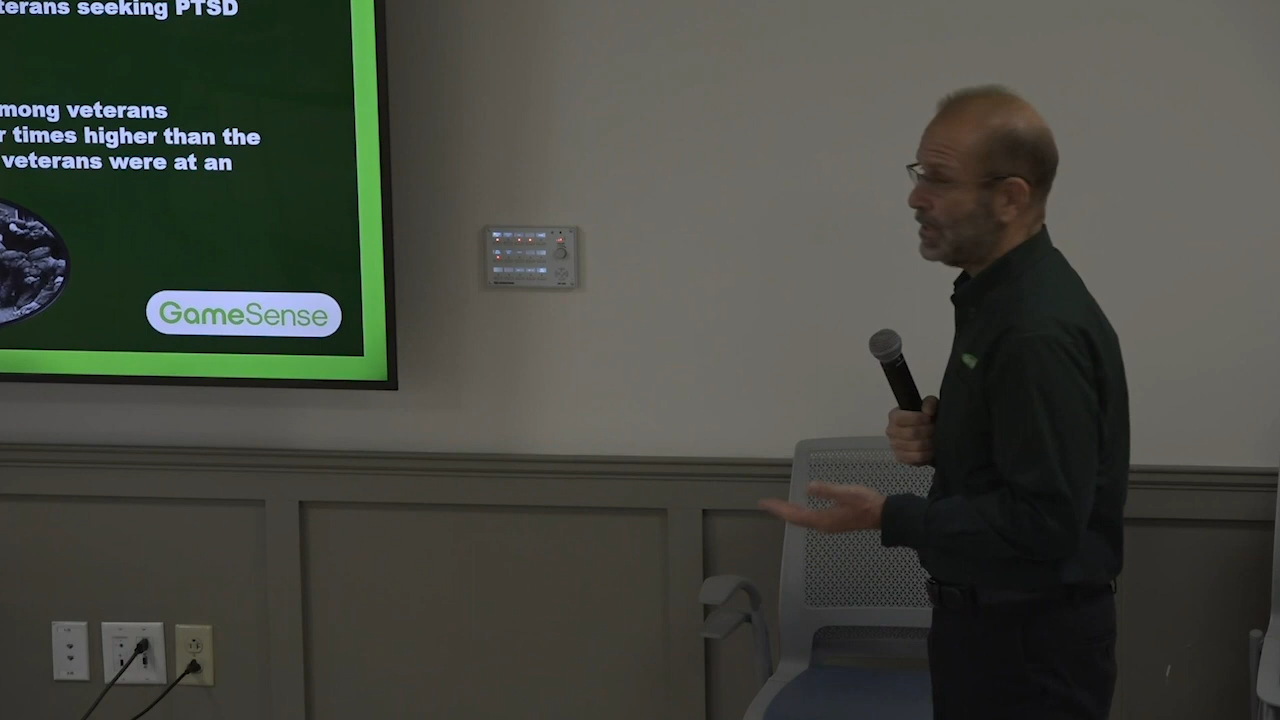 terans seeking PTSD
mong veterans
r times higher than the
veterans were at an
GameSense